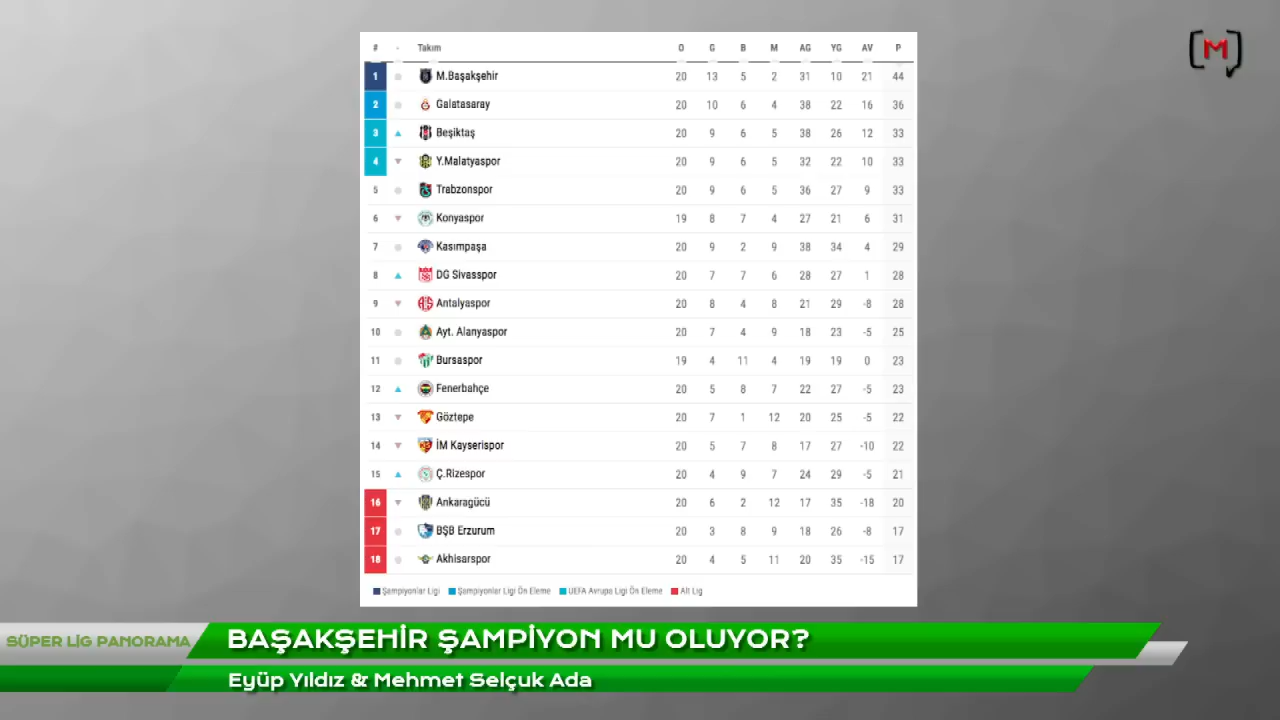 # - Takım O G B M AG YG AV P
1 M.Başakşehir 20 13 5 2 31 10 21 44
2 Galatasaray 20 10 6 4 38 22 16 36
3 Beşiktaş 20 9 6 5 38 26 12 33
4 Y.Malatyaspor 20 9 6 5 32 22 10 33
5 Trabzonspor 20 9 6 5 36 27 9 33
6 Konyaspor 19 8 7 4 27 21 6 31
7 Kasımpaşa 20 9 2 9 38 34 4 29
8 DG Sivasspor 20 7 7 6 28 27 1 28
9 Antalyaspor 20 8 4 8 21 29 -8 28
10 Ayt. Alanyaspor 20 7 4 9 18 23 -5 25
11 Bursaspor 19 4 11 4 19 19 0 23
12 Fenerbahçe 20 5 8 7 22 27 -5 23
13 Göztepe 20 7 1 12 20 25 -5 22
14 İM Kayserispor 20 5 7 8 17 27 -10 22
15 Ç.Rizespor 20 4 9 7 24 29 -5 21
16 Ankaragücü 20 6 2 12 17 35 -18 20
17 BŞB Erzurum 20 3 8 9 18 26 -8 17
18 Akhisarspor 20 4 5 11 20 35 -15 17
Şampiyonlar Ligi Şampiyonlar Ligi Ön Eleme UEFA Avrupa Ligi Ön Eleme Alt Lig
M
SÜPER LİG PANORAMA
BAŞAKŞEHİR ŞAMPİYON MU OLUYOR?
Eyüp Yıldız & Mehmet Selçuk Ada